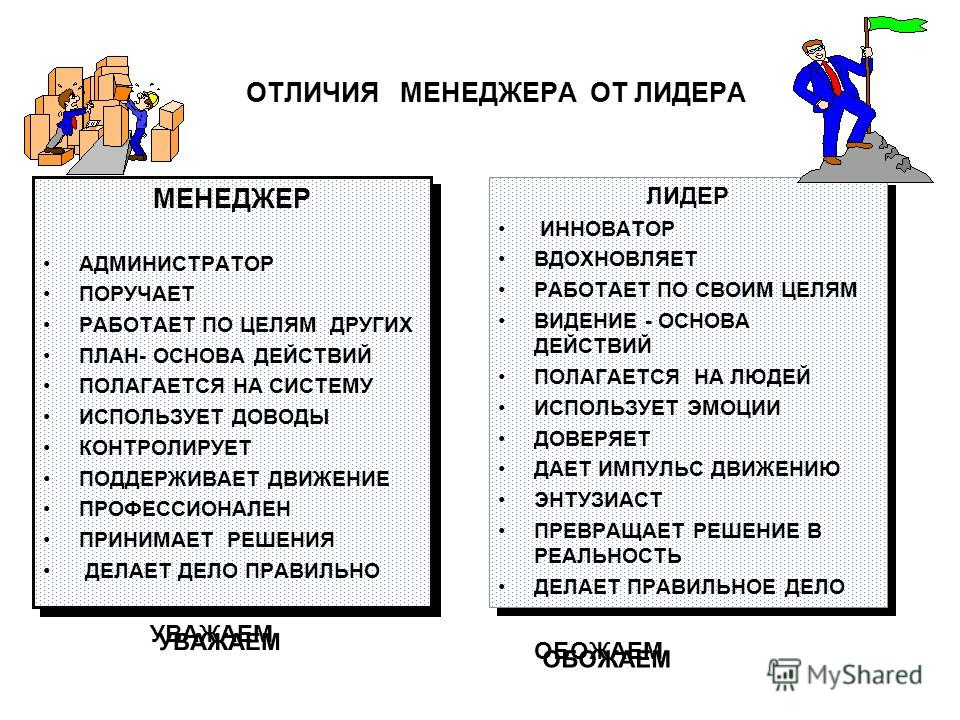 ОТЛИЧИЯ МЕНЕДЖЕРА ОТ ЛИДЕРА
МЕНЕДЖЕР
• АДМИНИСТРАТОР
• ПОРУЧАЕТ
• РАБОТАЕТ ПО ЦЕЛЯМ ДРУГИХ
• ПЛАН- ОСНОВА ДЕЙСТВИЙ
• ПОЛАГАЕТСЯ НА СИСТЕМУ
• ИСПОЛЬЗУЕТ ДОВОДЫ
• КОНТРОЛИРУЕТ
• ПОДДЕРЖИВАЕТ ДВИЖЕНИЕ
• ПРОФЕССИОНАЛЕН
• ПРИНИМАЕТ РЕШЕНИЯ
• ДЕЛАЕТ ДЕЛО ПРАВИЛЬНО
УВАЖАЕМ
УВАЖАЕМ
ЛИДЕР
• ИННОВАТОР
• ВДОХНОВЛЯЕТ
• РАБОТАЕТ ПО СВОИМ ЦЕЛЯМ
• ВИДЕНИЕ - ОСНОВА
ДЕЙСТВИЙ
• ПОЛАГАЕТСЯ НА ЛЮДЕЙ
• ИСПОЛЬЗУЕТ ЭМОЦИИ
• ДОВЕРЯЕТ
• ДАЕТ ИМПУЛЬС ДВИЖЕНИЮ
• ЭНТУЗИАСТ
• ПРЕВРАЩАЕТ РЕШЕНИЕ В
РЕАЛЬНОСТЬ
• ДЕЛАЕТ ПРАВИЛЬНОЕ ДЕЛО
ОБОЖАЕМ
ОБОЖАЕМ
MyShared